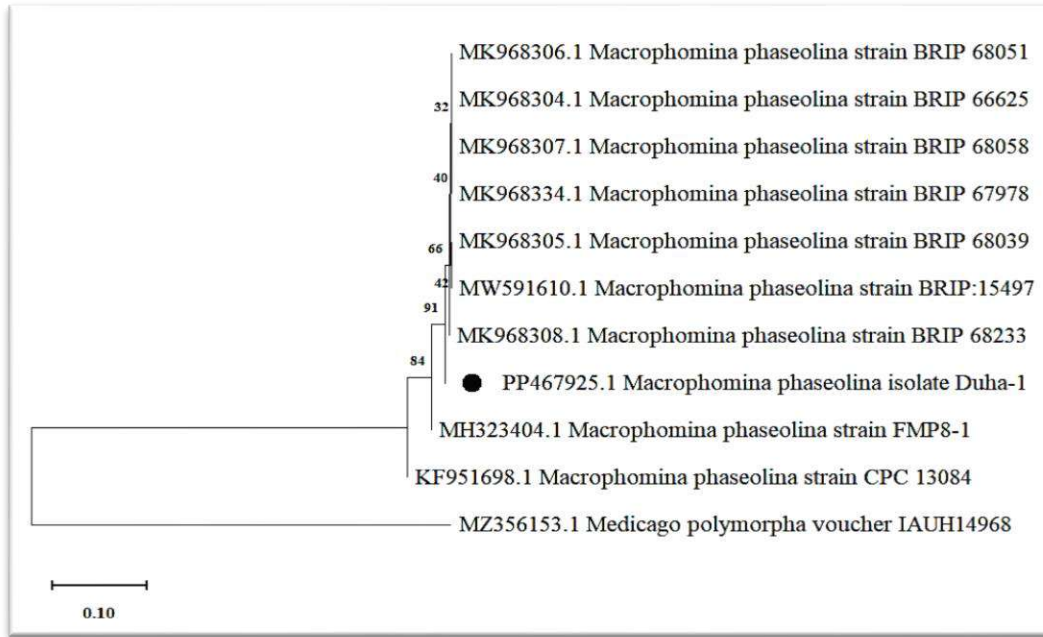 MK968306.1 Macrophomina phaseolina strain BRIP 68051
MK968304.1 Macrophomina phaseolina strain BRIP 66625
32
MK968307.1 Macrophomina phaseolina strain BRIP 68058
40
MK968334.1 Macrophomina phaseolina strain BRIP 67978
MK968305.1 Macrophomina phaseolina strain BRIP 68039
66
42
MW591610.1 Macrophomina phaseolina strain BRIP:15497
91
MK968308.1 Macrophomina phaseolina strain BRIP 68233
84
PP467925.1 Macrophomina phaseolina isolate Duha-1
MH323404.1 Macrophomina phaseolina strain FMP8-1
KF951698.1 Macrophomina phaseolina strain CPC 13084
MZ356153.1 Medicago polymorpha voucher IAUH14968
0.10